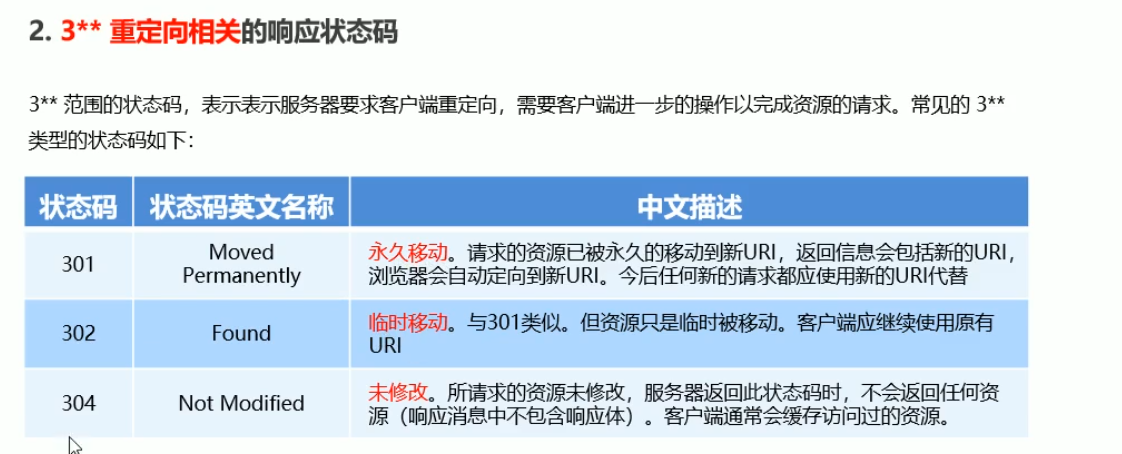 2. 3** 重定向相关的响应状态码
3** 范围的状态码，表示表示服务器要求客户端重定向，需要客户端进一步的操作以完成资源的请求。常见的 3**
类型的状态码如下：
状态码 状态码英文名称 中文描述
301 Moved Permanently 永久移动。请求的资源已被永久的移动到新URI，返回信息会包括新的URI，
浏览器会自动定向到新URI。今后任何新的请求都应使用新的URI代替
302 Found 临时移动。与301类似。但资源只是临时被移动。客户端应继续使用原有
URI
304 Not Modified 未修改。所请求的资源未修改，服务器返回此状态码时，不会返回任何资
源（响应消息中不包含响应体）。客户端通常会缓存访问过的资源。